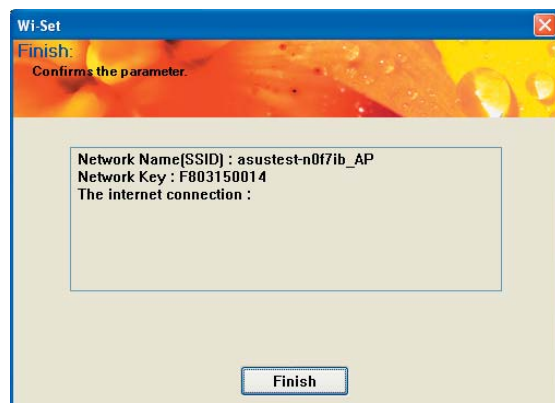 Wi-Set
Finish:
Confirms the parameter.
Network Name(SSID) : asustest-n0f7ib_AP
Network Key : F803150014
The internet connection :
Finish